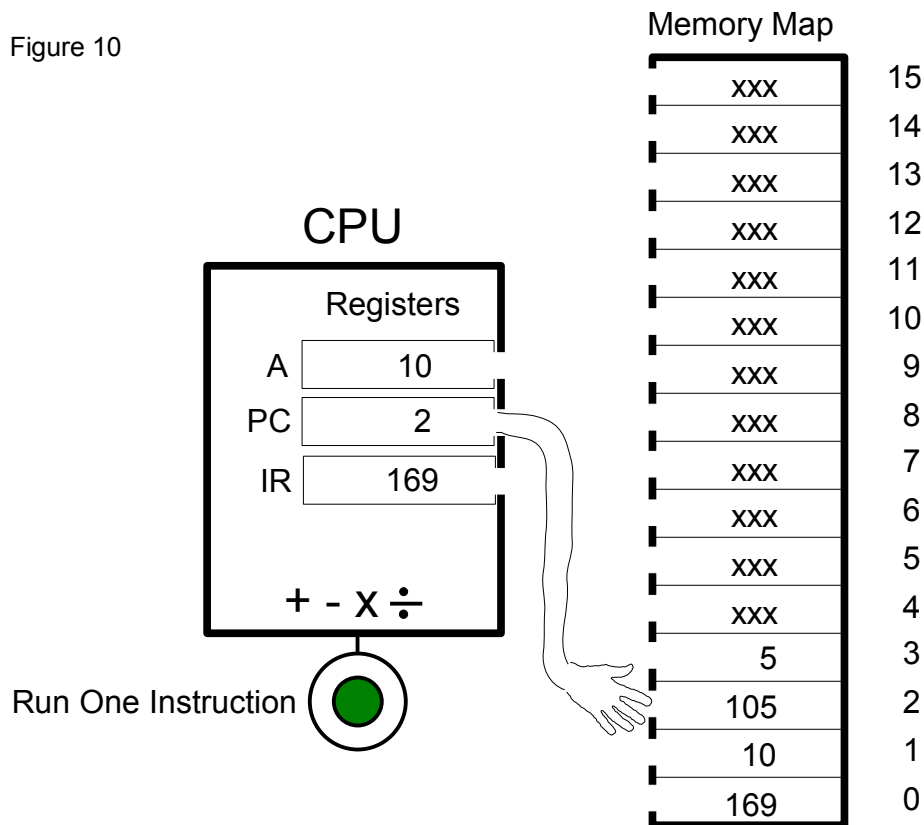 Figure 10
Memory Map
xxx 15
xxx 14
xxx 13
xxx 12
xxx 11
xxx 10
xxx 9
xxx 8
xxx 7
xxx 6
xxx 5
xxx 4
5 3
105 2
10 1
169 0
CPU
Registers
A 10
PC 2
IR 169
+ - x ÷
Run One Instruction